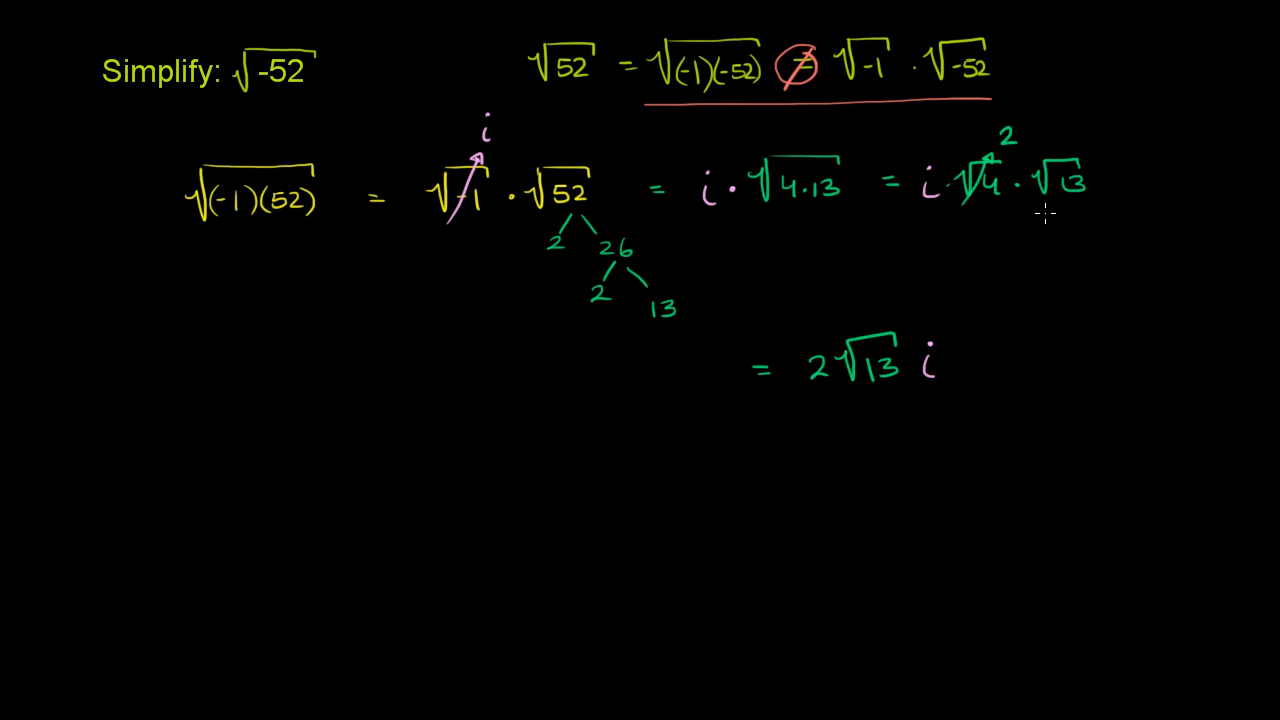 Simplify: √-52
√52 = √(-1)(-52) ≠ √-1 · √-52
i
2
√(-1)(52) = √-1 · √52 = i · √4·13 = i · √4 · √13
2 26
2 13
= 2√13 i